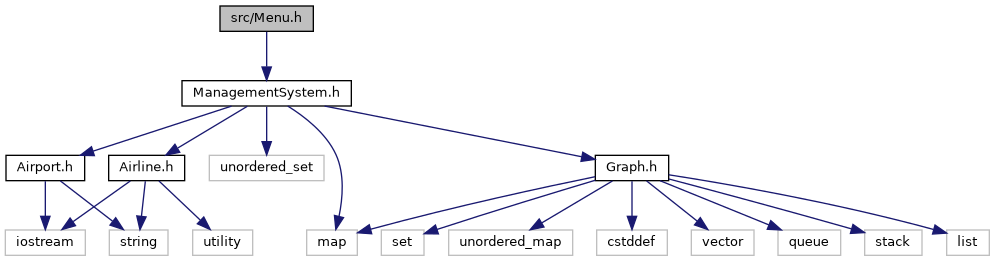 src/Menu.h
ManagementSystem.h
Airport.h
Airline.h
unordered_set
Graph.h
iostream
string
utility
map
set
unordered_map
cstddef
vector
queue
stack
list